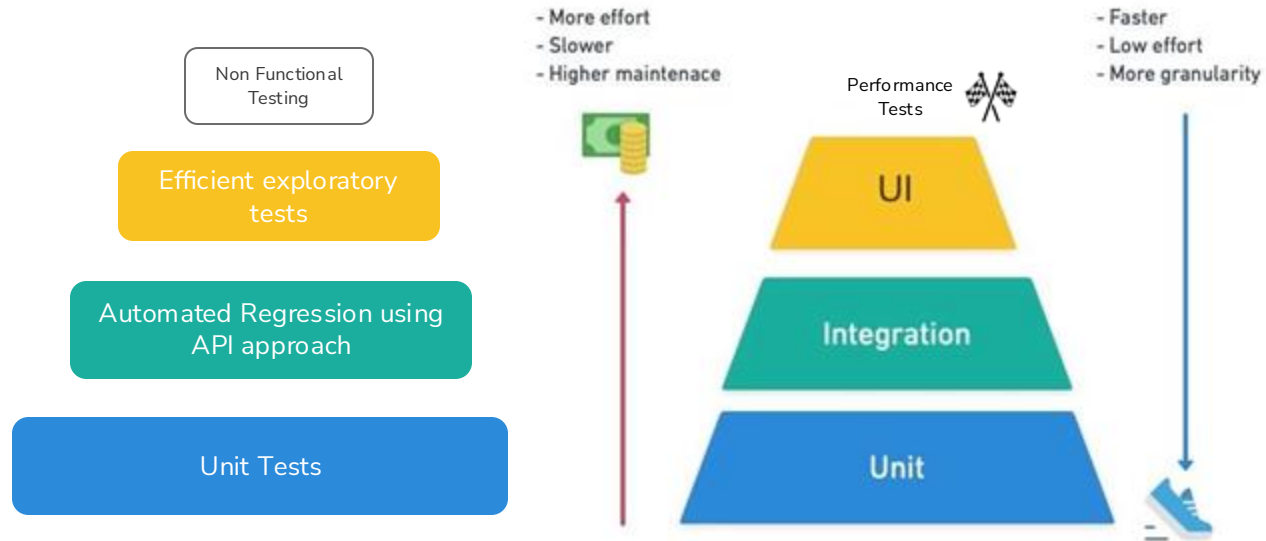 Non Functional
Testing
Efficient exploratory
tests
Automated Regression using
API approach
Unit Tests
- More effort
- Slower
- Higher maintenace
Performance
Tests
UI
Integration
Unit
- Faster
- Low effort
- More granularity